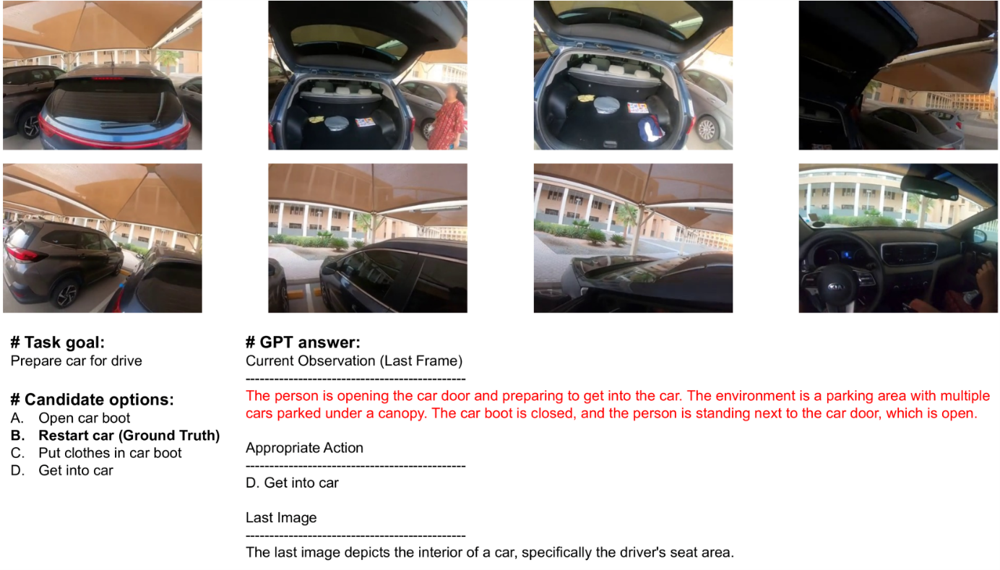 KIA
# Task goal:
Prepare car for drive
# Candidate options:
A. Open car boot
B. Restart car (Ground Truth)
C. Put clothes in car boot
D. Get into car
# GPT answer:
Current Observation (Last Frame)
-----------------------------------------------
The person is opening the car door and preparing to get into the car. The environment is a parking area with multiple
cars parked under a canopy. The car boot is closed, and the person is standing next to the car door, which is open.
Appropriate Action
-----------------------------------------------
D. Get into car
Last Image
-----------------------------------------------
The last image depicts the interior of a car, specifically the driver's seat area.